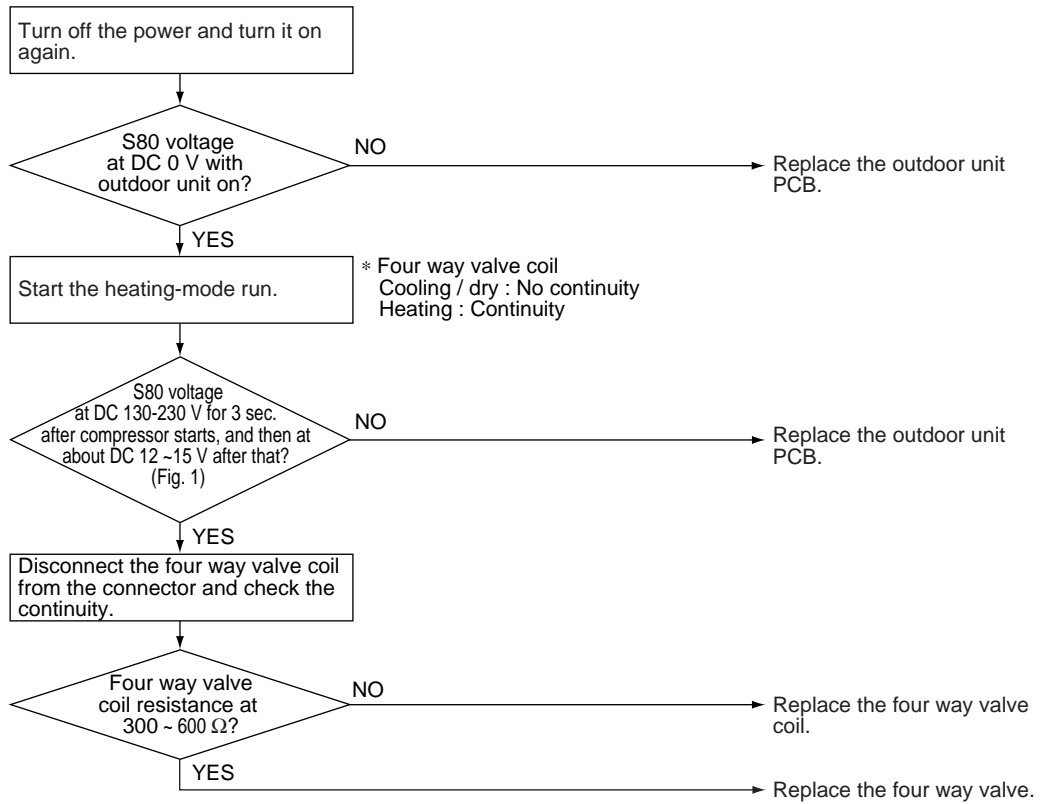 Turn off the power and turn it on
again.
S80 voltage
at DC 0 V with
outdoor unit on?
NO
Replace the outdoor unit
PCB.
YES
Start the heating-mode run.
∗ Four way valve coil
Cooling / dry : No continuity
Heating : Continuity
S80 voltage
at DC 130-230 V for 3 sec.
after compressor starts, and then at
about DC 12 ~15 V after that?
(Fig. 1)
NO
Replace the outdoor unit
PCB.
YES
Disconnect the four way valve coil
from the connector and check the
continuity.
Four way valve
coil resistance at
300 ~ 600 Ω?
NO
Replace the four way valve
coil.
YES
Replace the four way valve.